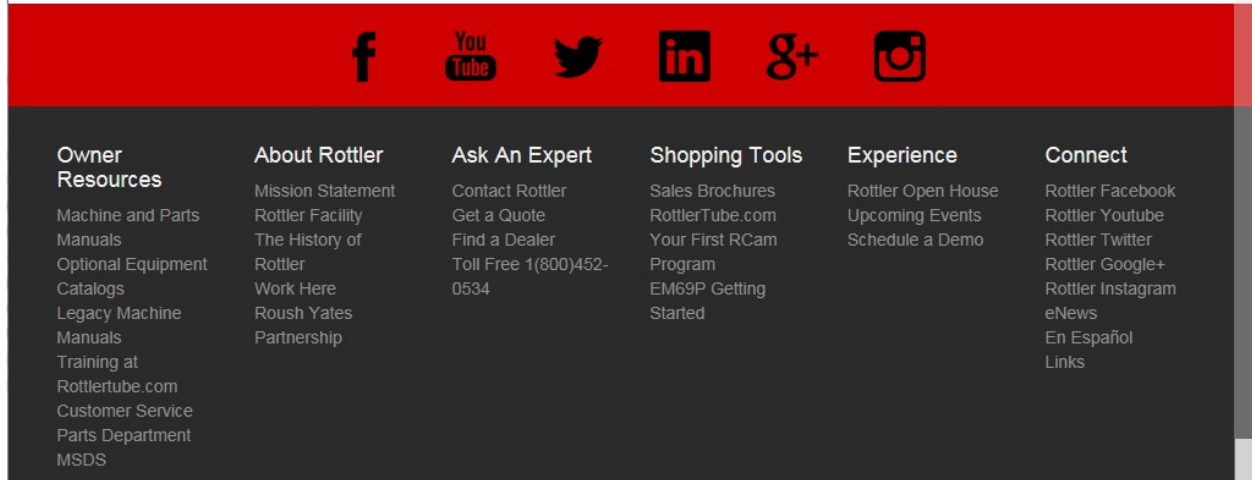 f
You
Tube
in
g+
Owner
Resources
Machine and Parts
Manuals
Optional Equipment
Catalogs
Legacy Machine
Manuals
Training at
Rottlertube.com
Customer Service
Parts Department
MSDS
About Rottler
Mission Statement
Rottler Facility
The History of
Rottler
Work Here
Roush Yates
Partnership
Ask An Expert
Contact Rottler
Get a Quote
Find a Dealer
Toll Free 1(800)452-
0534
Shopping Tools
Sales Brochures
RottlerTube.com
Your First RCam
Program
EM69P Getting
Started
Experience
Rottler Open House
Upcoming Events
Schedule a Demo
Connect
Rottler Facebook
Rottler Youtube
Rottler Twitter
Rottler Google+
Rottler Instagram
eNews
En Español
Links